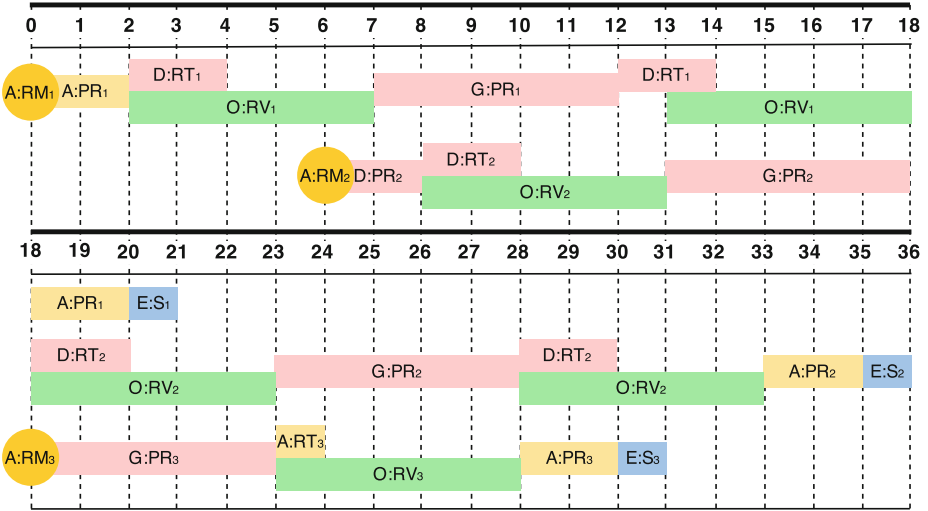 0 1 2 3 4 5 6 7 8 9 10 11 12 13 14 15 16 17 18
D:RT1 D:RT1
A:RM1 A:PR1 G:PR1
O:RV1 O:RV1
D:RT2
A:RM2 D:PR2 G:PR2
O:RV2
18 19 20 21 22 23 24 25 26 27 28 29 30 31 32 33 34 35 36
A:PR1 E:S1
D:RT2 D:RT2
G:PR2 A:PR2 E:S2
O:RV2 O:RV2
A:RT3
A:RM3 G:PR3 A:PR3 E:S3
O:RV3